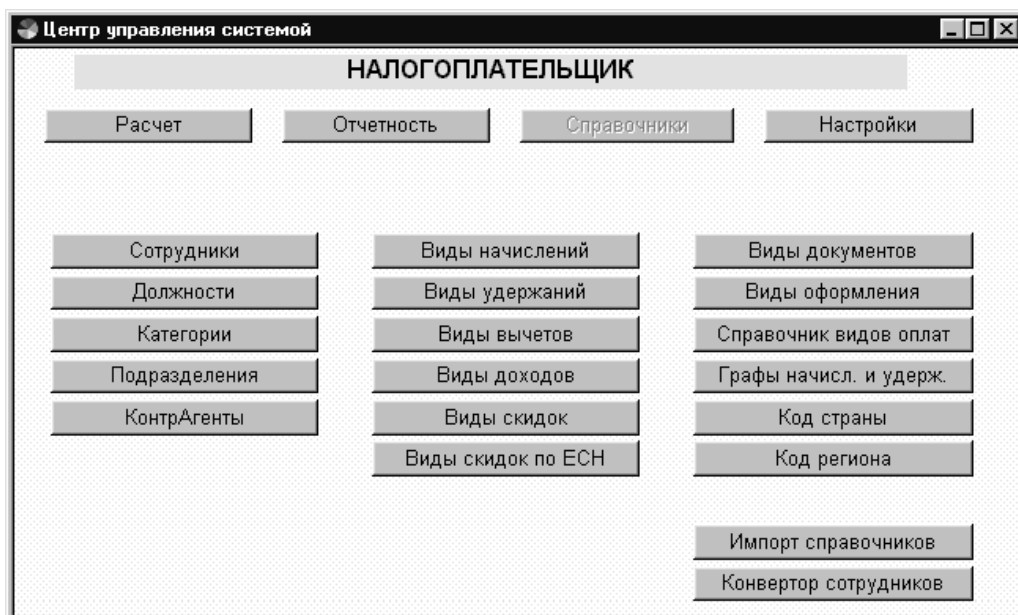 Центр управления системой
НАЛОГОПЛАТЕЛЬЩИК
Расчет Отчетность Справочники Настройки
Сотрудники Виды начислений Виды документов
Должности Виды удержаний Виды оформления
Категории Виды вычетов Справочник видов оплат
Подразделения Виды доходов Графы начисл. и удерж.
КонтрАгенты Виды скидок Код страны
Виды скидок по ЕСН Код региона
Импорт справочников
Конвертор сотрудников